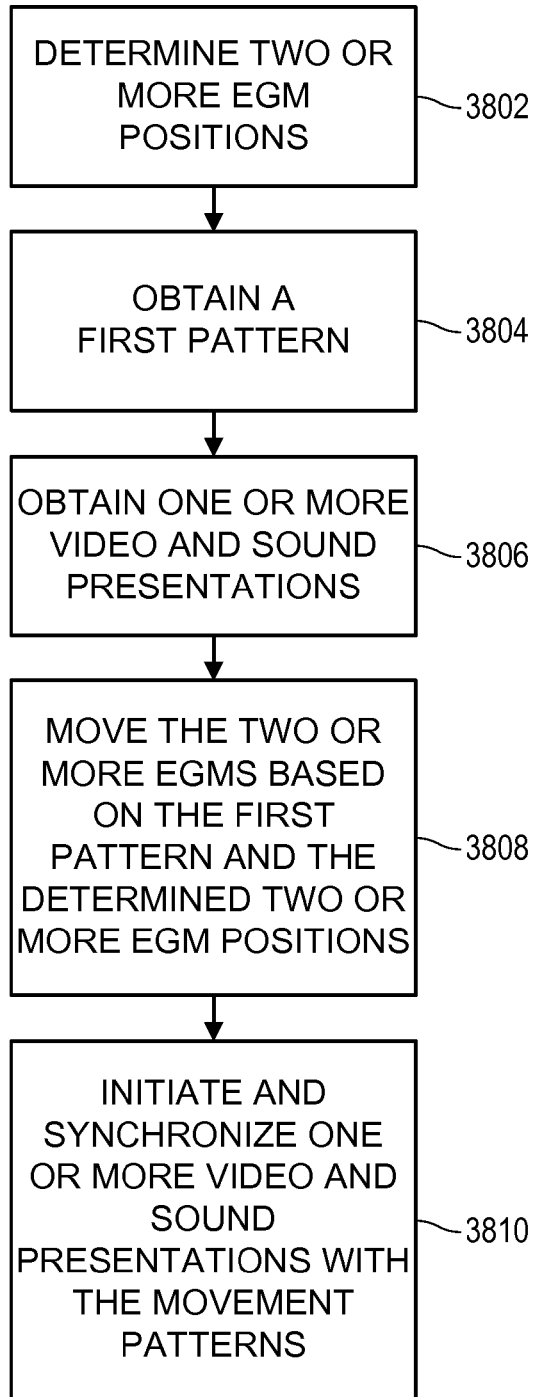 DETERMINE TWO OR
MORE EGM
POSITIONS
3802
OBTAIN A
FIRST PATTERN
3804
OBTAIN ONE OR MORE
VIDEO AND SOUND
PRESENTATIONS
3806
MOVE THE TWO OR
MORE EGMS BASED
ON THE FIRST
PATTERN AND THE
DETERMINED TWO OR
MORE EGM POSITIONS
3808
INITIATE AND
SYNCHRONIZE ONE
OR MORE VIDEO AND
SOUND
PRESENTATIONS WITH
THE MOVEMENT
PATTERNS
3810